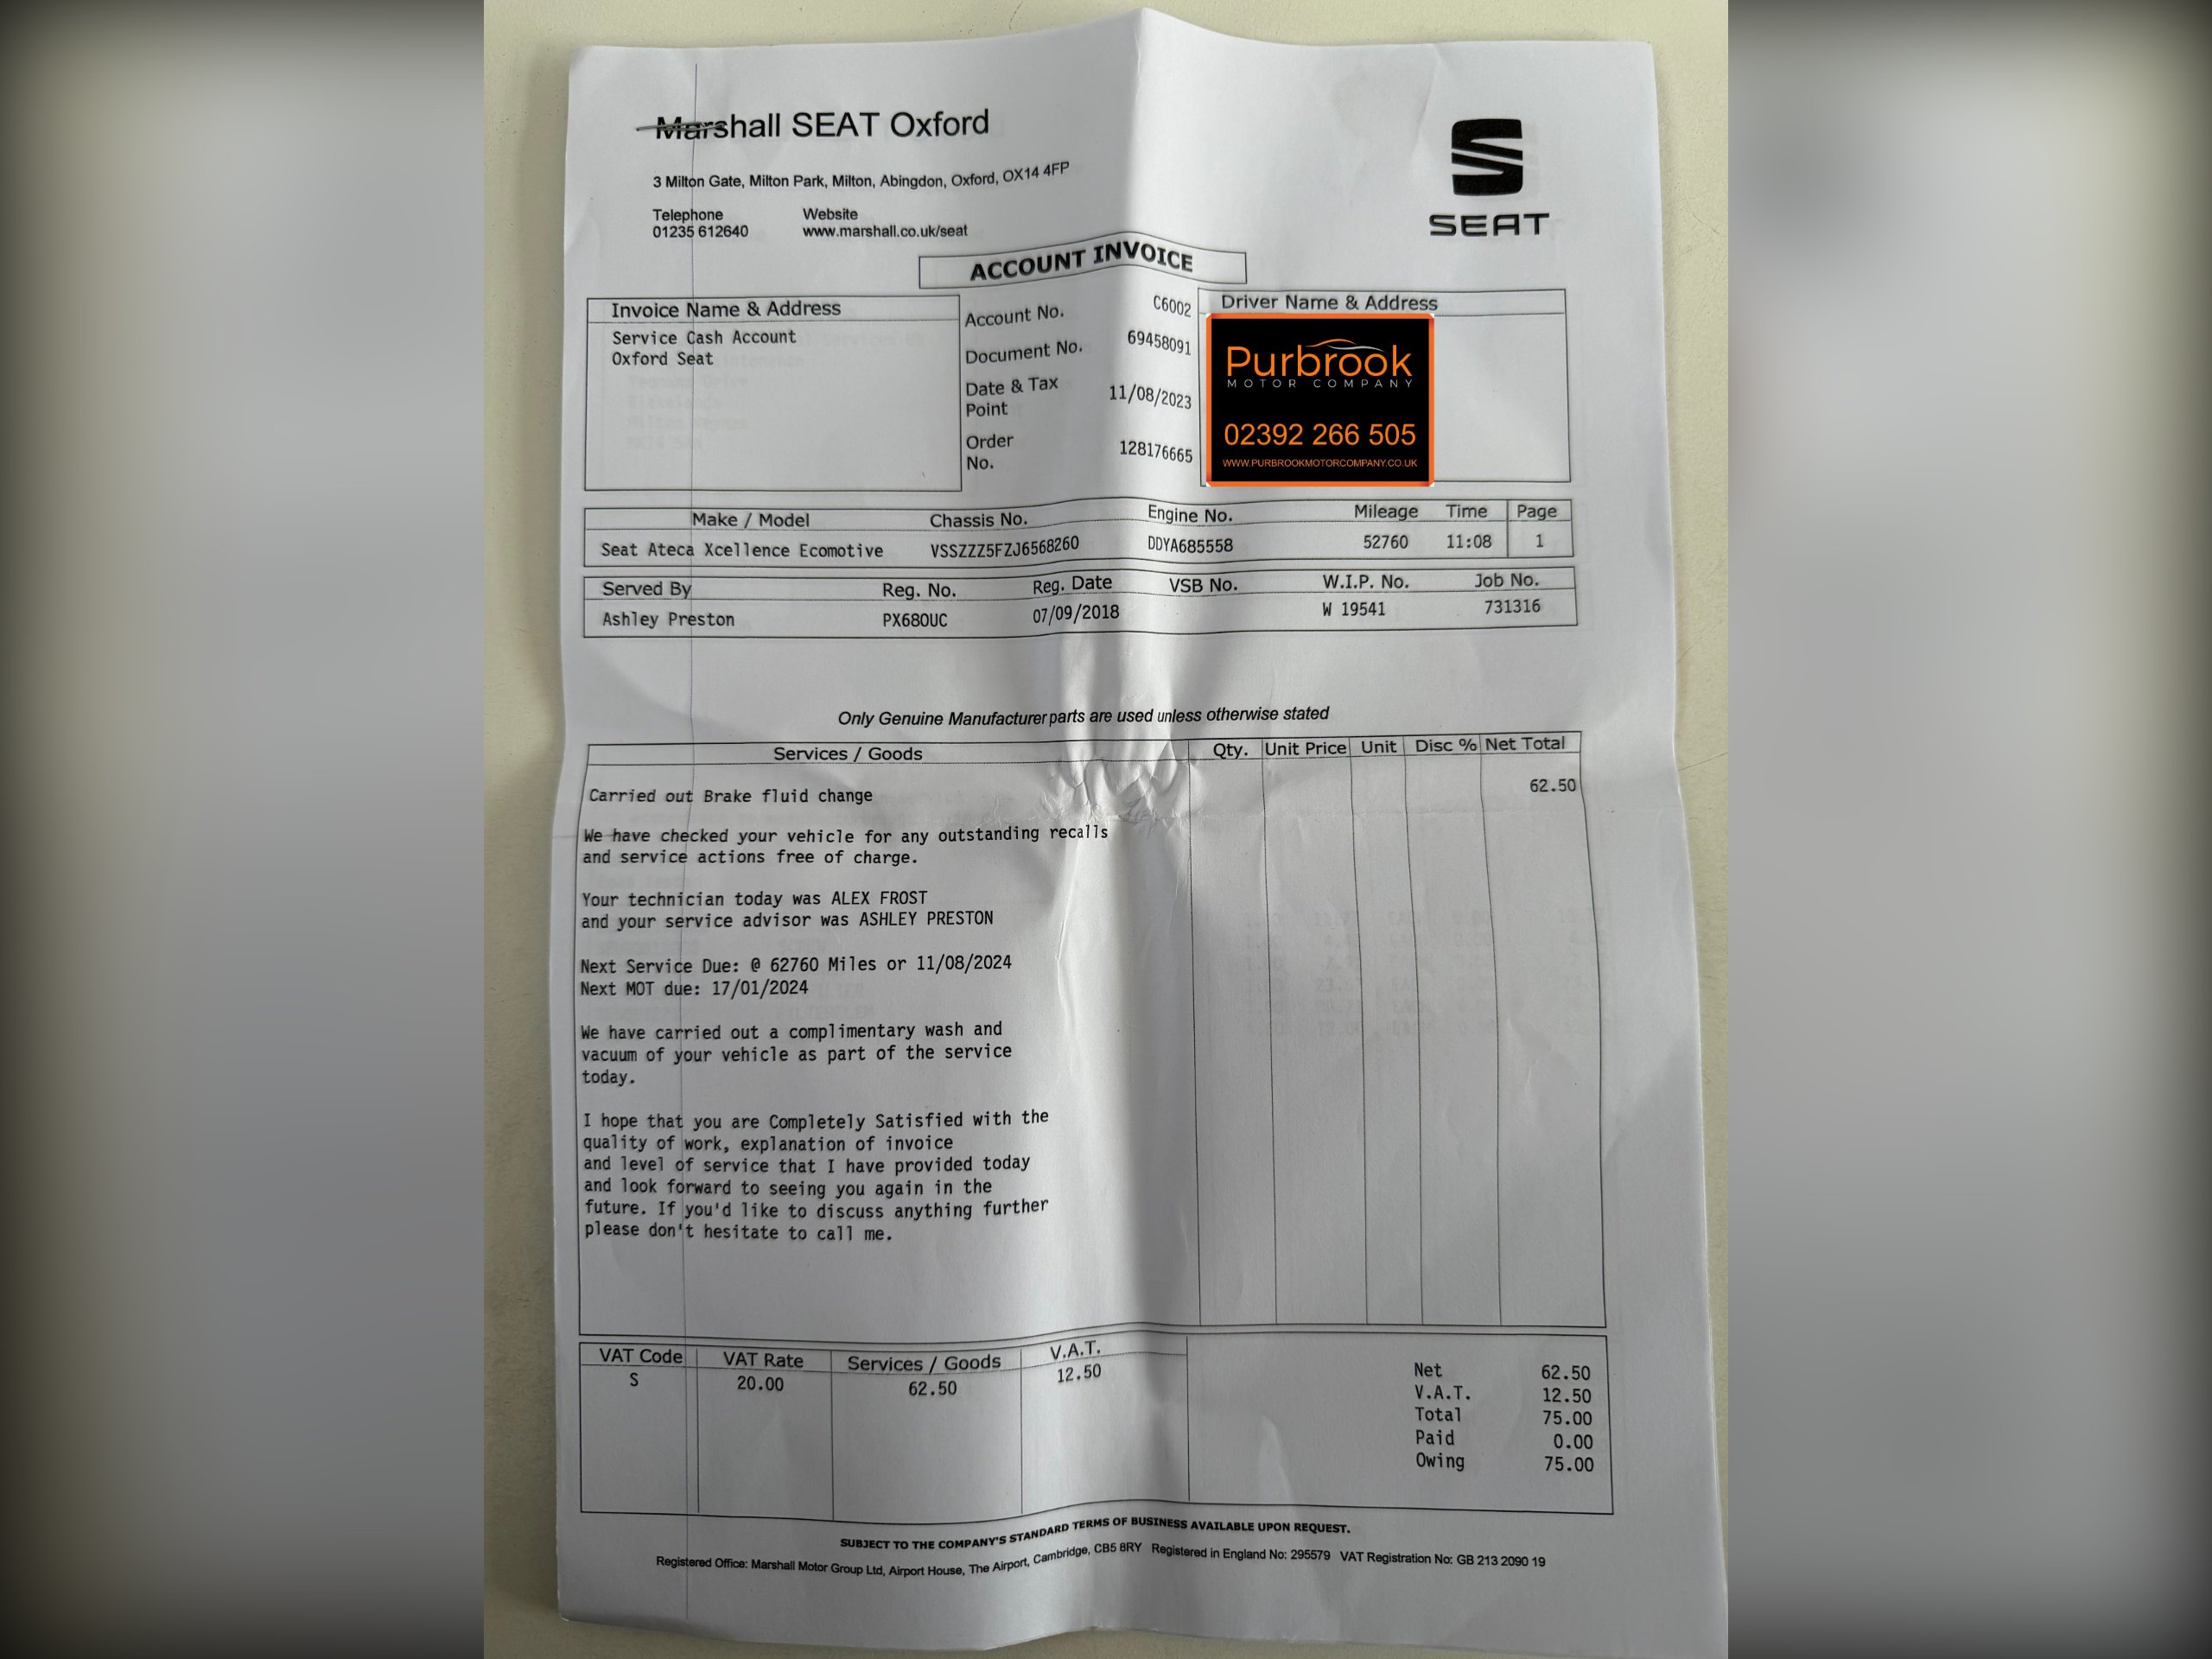 Marshall SEAT Oxford
3 Milton Gate, Milton Park, Milton, Abingdon, Oxford, OX14 4FP
Telephone Website
01235 612640 www.marshall.co.uk/seat
SEAT
ACCOUNT INVOICE
Invoice Name & Address
Service Cash Account
Oxford Seat
Account No. C6002
Document No. 69458091
Date & Tax
Point 11/08/2023
Order
No. 128176665
Driver Name & Address
Purbrook
MOTOR COMPANY
02392 266 505
WWW.PURBROOKMOTORCOMPANY.CO.UK
Make / Model Chassis No. Engine No. Mileage Time Page
Seat Ateca Xcellence Ecomotive VSSZZZ5FZJ6568260 DDYA685558 52760 11:08 1
Served By Reg. No. Reg. Date VSB No. W.I.P. No. Job No.
Ashley Preston PX68OUC 07/09/2018 W 19541 731316
Only Genuine Manufacturer parts are used unless otherwise stated
Services / Goods Qty. Unit Price Unit Disc % Net Total
Carried out Brake fluid change 62.50
We have checked your vehicle for any outstanding recalls
and service actions free of charge.
Your technician today was ALEX FROST
and your service advisor was ASHLEY PRESTON
Next Service Due: @ 62760 Miles or 11/08/2024
Next MOT due: 17/01/2024
We have carried out a complimentary wash and
vacuum of your vehicle as part of the service
today.
I hope that you are Completely Satisfied with the
quality of work, explanation of invoice
and level of service that I have provided today
and look forward to seeing you again in the
future. If you'd like to discuss anything further
please don't hesitate to call me.
VAT Code VAT Rate Services / Goods V.A.T.
S 20.00 62.50 12.50
Net 62.50
V.A.T. 12.50
Total 75.00
Paid 0.00
Owing 75.00
SUBJECT TO THE COMPANY'S STANDARD TERMS OF BUSINESS AVAILABLE UPON REQUEST.
Registered Office: Marshall Motor Group Ltd, Airport House, The Airport, Cambridge, CB5 8RY Registered in England No: 295579 VAT Registration No: GB 213 2090 19